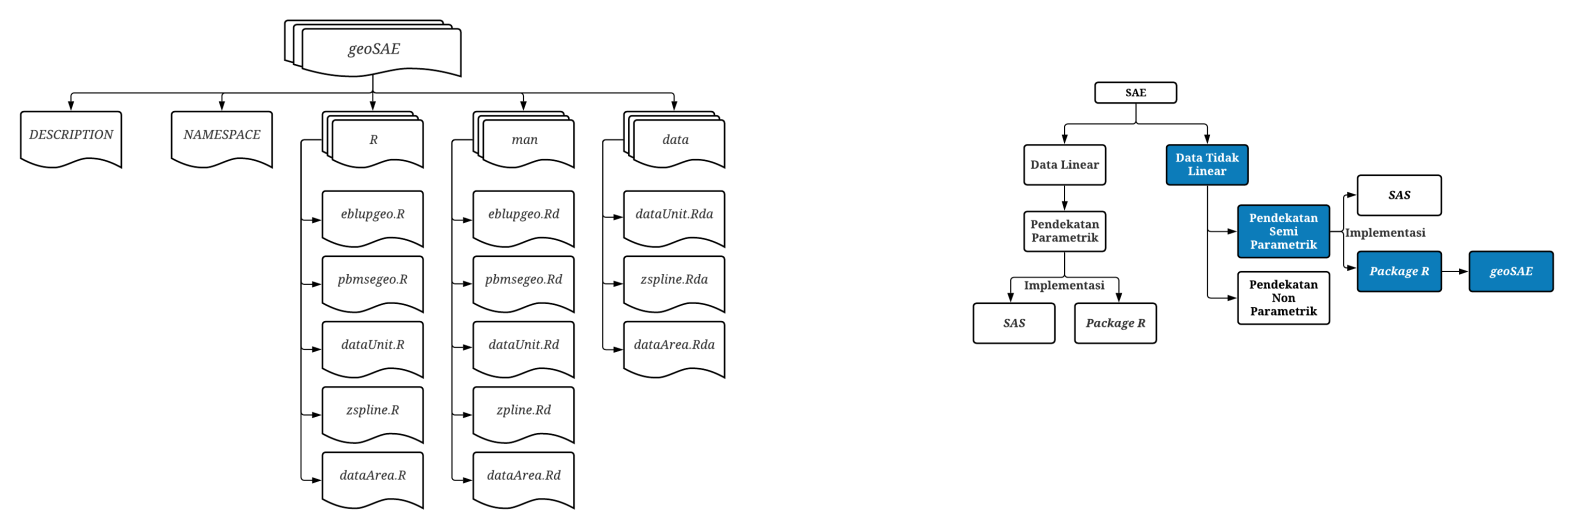 geoSAE
DESCRIPTION
NAMESPACE
R
man
data
eblupgeo.R
eblupgeo.Rd
dataUnit.Rda
pbmsegeo.R
pbmsegeo.Rd
zspline.Rda
dataUnit.R
dataUnit.Rd
dataArea.Rda
zspline.R
zpline.Rd
dataArea.R
dataArea.Rd
SAE
Data Linear
Data Tidak
Linear
Pendekatan
Parametrik
Implementasi
SAS
Package R
Pendekatan
Semi
Parametrik
Pendekatan
Non
Parametrik
SAS
Implementasi
Package R
geoSAE